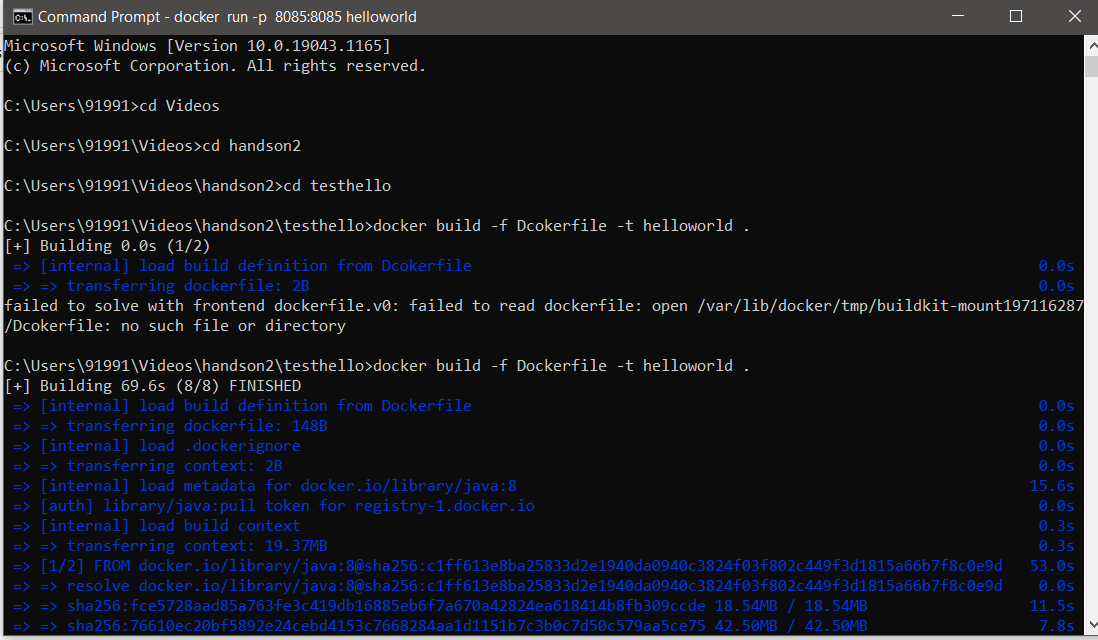 Command Prompt - docker  run -p  8085:8085 helloworld
Microsoft Windows [Version 10.0.19043.1165]
(c) Microsoft Corporation. All rights reserved.
C:\Users\91991>cd Videos
C:\Users\91991\Videos>cd handson2
C:\Users\91991\Videos\handson2>cd testhello
C:\Users\91991\Videos\handson2\testhello>docker build -f Dcokerfile -t helloworld .
[+] Building 0.0s (1/2)
=> [internal] load build definition from Dcokerfile 0.0s
=> => transferring dockerfile: 2B 0.0s
failed to solve with frontend dockerfile.v0: failed to read dockerfile: open /var/lib/docker/tmp/buildkit-mount197116287
/Dcokerfile: no such file or directory
C:\Users\91991\Videos\handson2\testhello>docker build -f Dockerfile -t helloworld .
[+] Building 69.6s (8/8) FINISHED
=> [internal] load build definition from Dockerfile 0.0s
=> => transferring dockerfile: 148B 0.0s
=> [internal] load .dockerignore 0.0s
=> => transferring context: 2B 0.0s
=> [internal] load metadata for docker.io/library/java:8 15.6s
=> [auth] library/java:pull token for registry-1.docker.io 0.0s
=> [internal] load build context 0.3s
=> => transferring context: 19.37MB 0.3s
=> [1/2] FROM docker.io/library/java:8@sha256:c1ff613e8ba25833d2e1940da0940c3824f03f802c449f3d1815a66b7f8c0e9d 53.0s
=> => resolve docker.io/library/java:8@sha256:c1ff613e8ba25833d2e1940da0940c3824f03f802c449f3d1815a66b7f8c0e9d 0.0s
=> => sha256:fce5728aad85a763fe3c419db16885eb6f7a670a42824ea618414b8fb309ccde 18.54MB / 18.54MB 11.5s
=> => sha256:76610ec20bf5892e24cebd4153c7668284aa1d1151b7c3b0c7d50c579aa5ce75 42.50MB / 42.50MB 7.8s